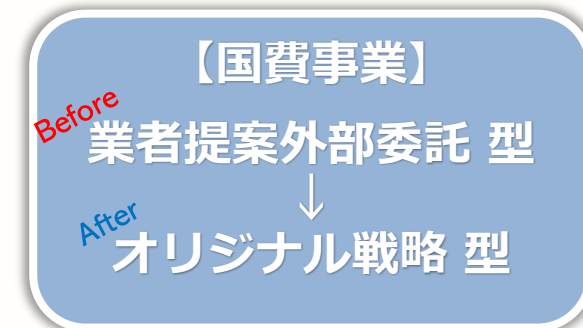 【国費事業】
Before
業者提案外部委託 型
↓
After
オリジナル戦略 型